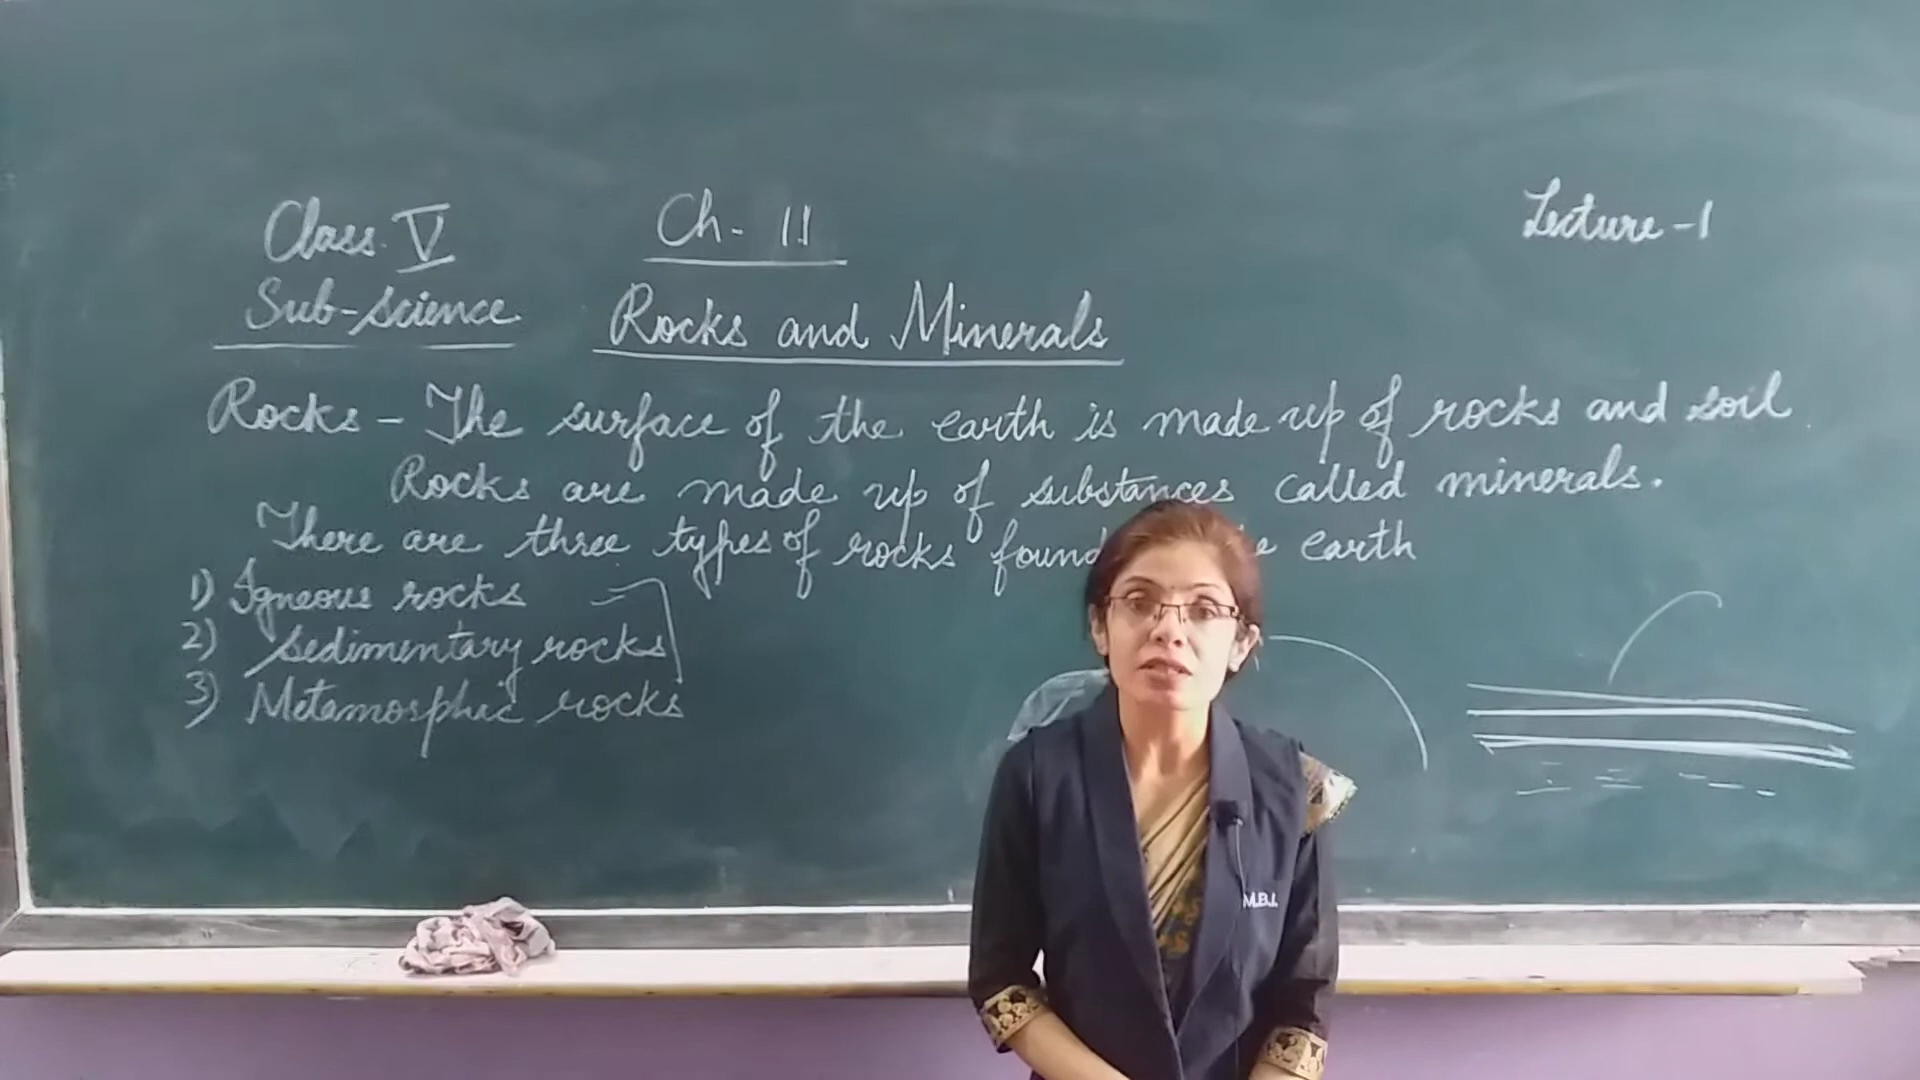 Class V Ch- 11 Lecture-1
Sub-science Rocks and Minerals
Rocks - The surface of the earth is made up of rocks and soil
Rocks are made up of substances called minerals.
There are three types of rocks found earth
1) Igneous rocks
2) Sedimentary rocks
3) Metamorphic rocks
M.B.I.